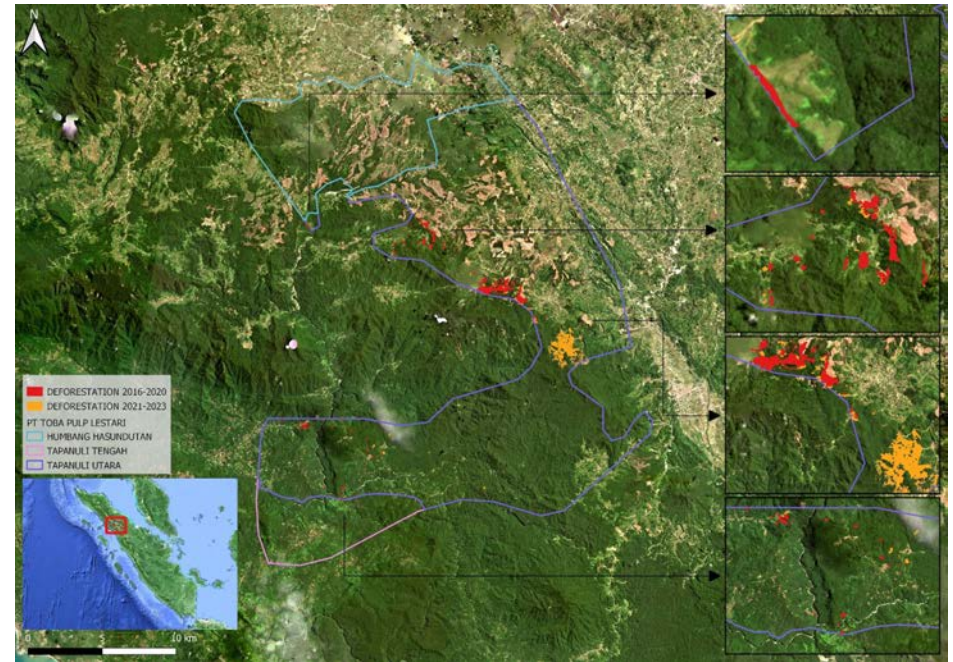 N
DEFORESTATION 2016-2020
DEFORESTATION 2021-2023
PT TOBA PULP LESTARI
HUMBANG HASUNDUTAN
TAPANULI TENGAH
TAPANULI UTARA
0 5 10 km